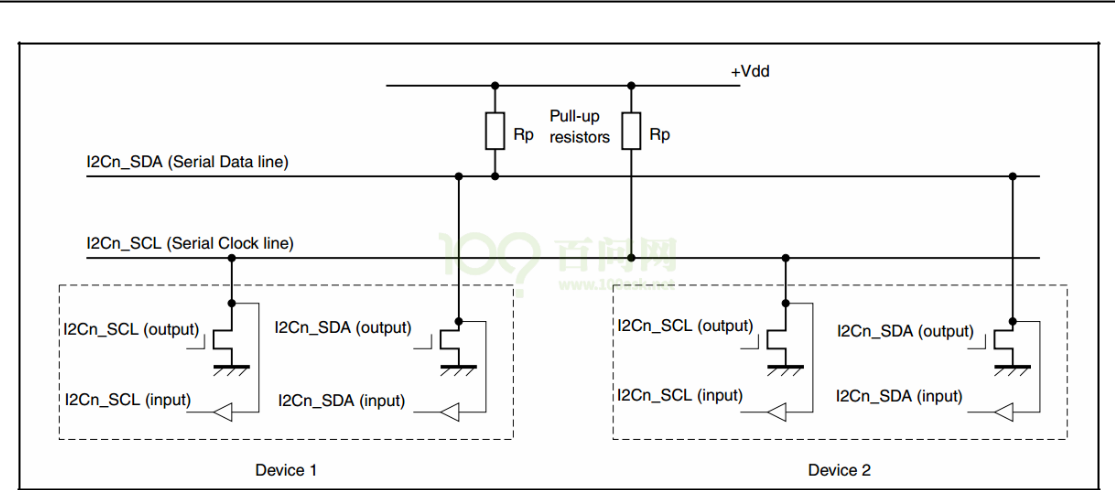 +Vdd
Pull-up
resistors
Rp
Rp
I2Cn_SDA (Serial Data line)
I2Cn_SCL (Serial Clock line)
100? 百问网
www.100ask.net
I2Cn_SCL (output)
I2Cn_SDA (output)
I2Cn_SCL (output)
I2Cn_SDA (output)
I2Cn_SCL (input)
I2Cn_SDA (input)
I2Cn_SCL (input)
I2Cn_SDA (input)
Device 1
Device 2